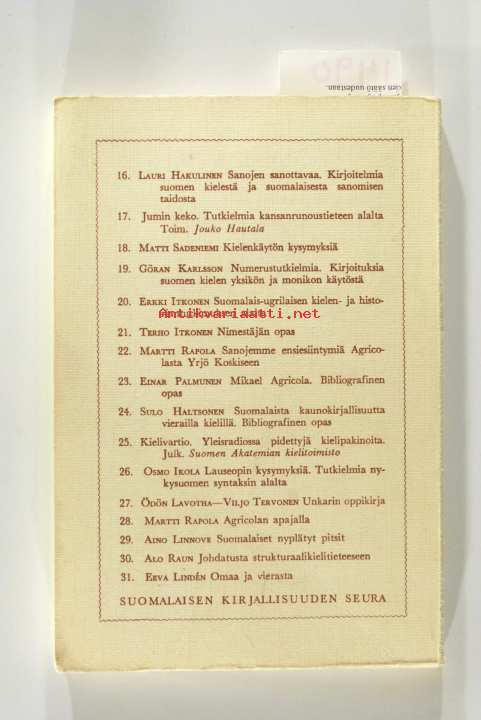 kien säätö uudestaan.
16. LAURI HAKULINEN Sanojen sanottavaa. Kirjoitelmia
suomen kielestä ja suomalaisesta sanomisen
taidosta
17. Jumin keko. Tutkielmia kansanrunoustieteen alalta
Toim. Jouko Hautala
18. MATTI SADENIEMI Kielenkäytön kysymyksiä
19. GÖRAN KARLSSON Numerustutkielmia. Kirjoituksia
suomen kielen yksikön ja monikon käytöstä
20. ERKKI ITKONEN Suomalais-ugrilaisen kielen- ja histo-
Antikvariaatti.net
21. TERHO ITKONEN Nimestäjän opas
22. MARTTI RAPOLA Sanojemme ensiesiintymiä Agrico-
lasta Yrjö Koskiseen
23. EINAR PALMUNEN Mikael Agricola. Bibliografinen
opas
24. SULO HALTSONEN Suomalaista kaunokirjallisuutta
vierailla kielillä. Bibliografinen opas
25. Kielivartio. Yleisradiossa pidettyjä kielipakinoita.
Julk. Suomen Akatemian kielitoimisto
26. OSMO IKOLA Lauseopin kysymyksiä. Tutkielmia ny-
kysuomen syntaksin alalta
27. ÖDÖN LAVOTHA—VILJO TERVONEN Unkarin oppikirja
28. MARTTI RAPOLA Agricolan apajalla
29. AINO LINNOVE Suomalaiset nyplätyt pitsit
30. ALO RAUN Johdatusta strukturaalikielitieteeseen
31. EEVA LINDÉN Omaa ja vierasta
SUOMALAISEN KIRJALLISUUDEN SEURA